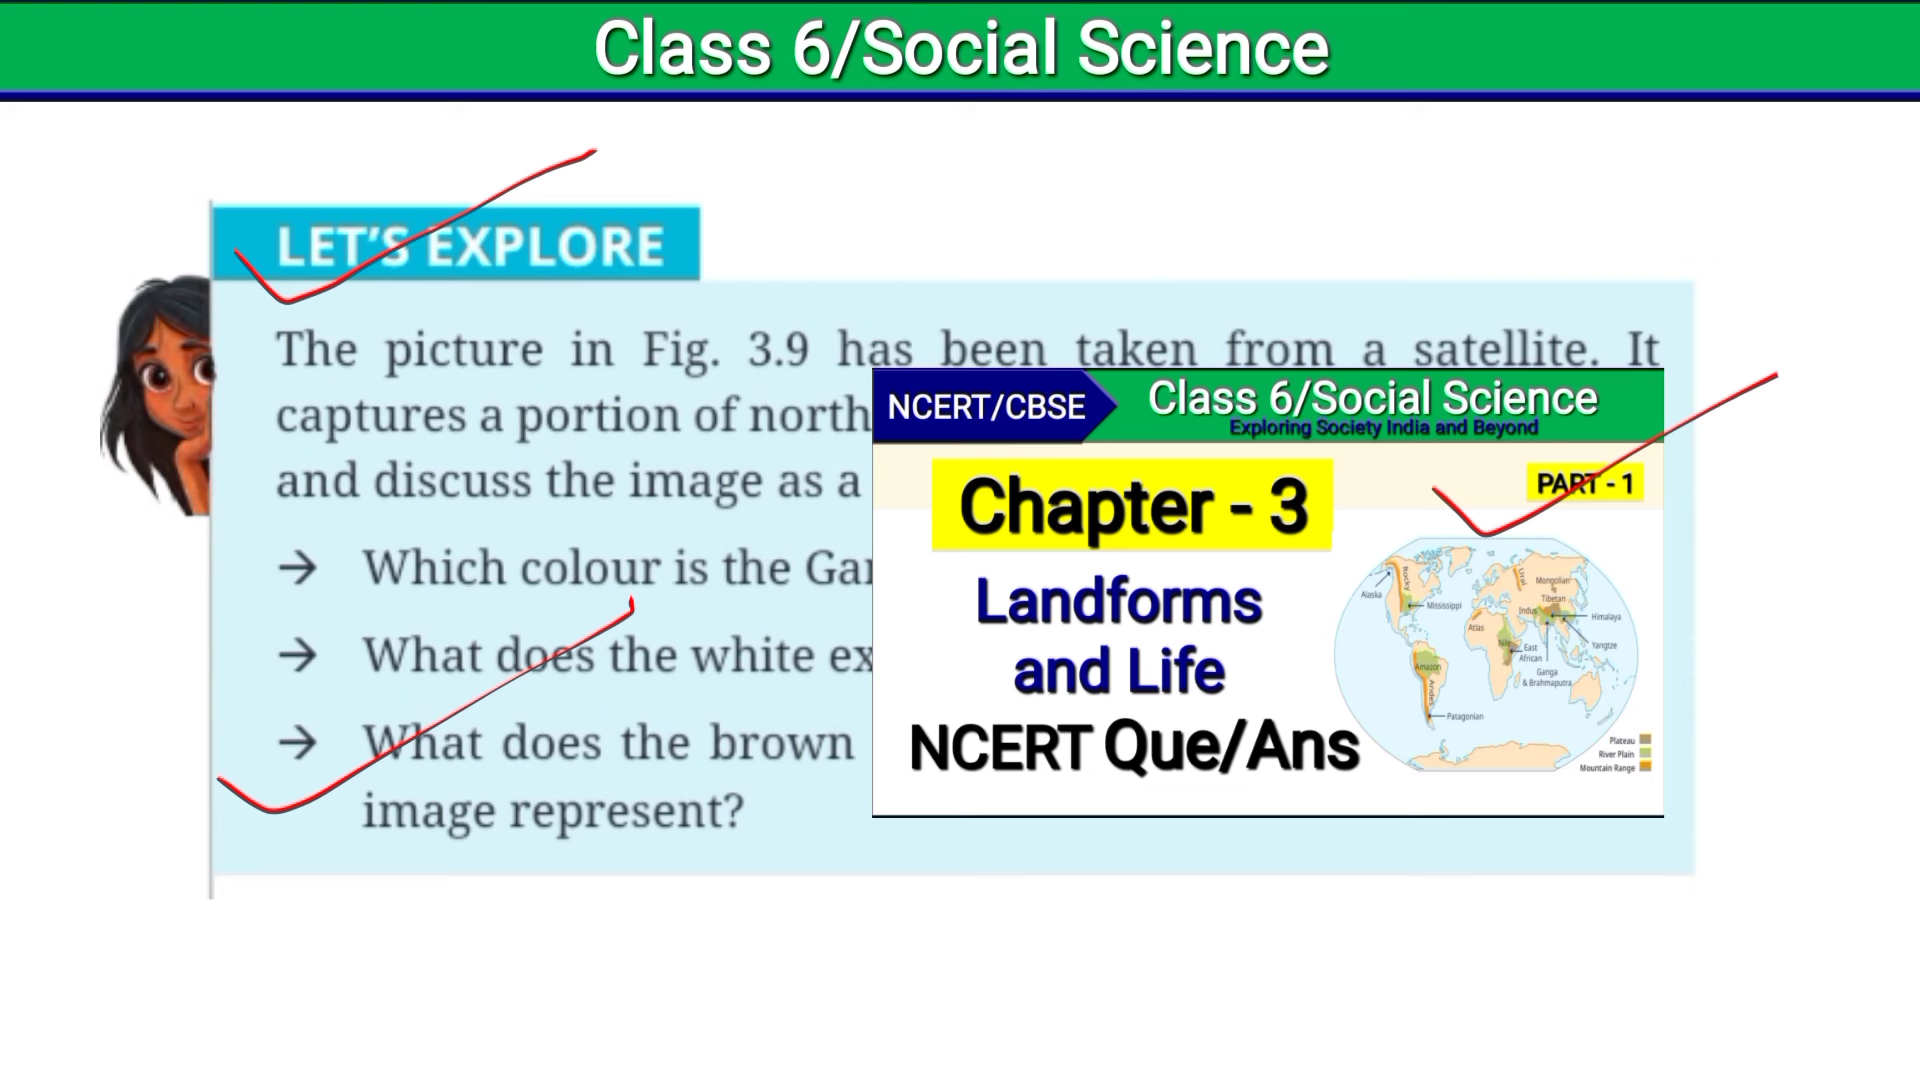 Class 6/Social Science
LET'S EXPLORE
The picture in Fig. 3.9 has been taken from a satellite. It
captures a portion of north
and discuss the image as a
→ Which colour is the
→ What does the white
→ What does the brown
image represent?
NCERT/CBSE
Class 6/Social Science
Exploring Society India and Beyond
Chapter - 3
PART - 1
Landforms
and Life
NCERT Que/Ans
Alaska
Rocky
Mississippi
Amazon
Andes
Patagonian
Atlas
Nile
East
African
Ural
Mongolian
Tibetan
Indus
Himalaya
Yangtze
Ganga
& Brahmaputra
Plateau
River Plain
Mountain Range